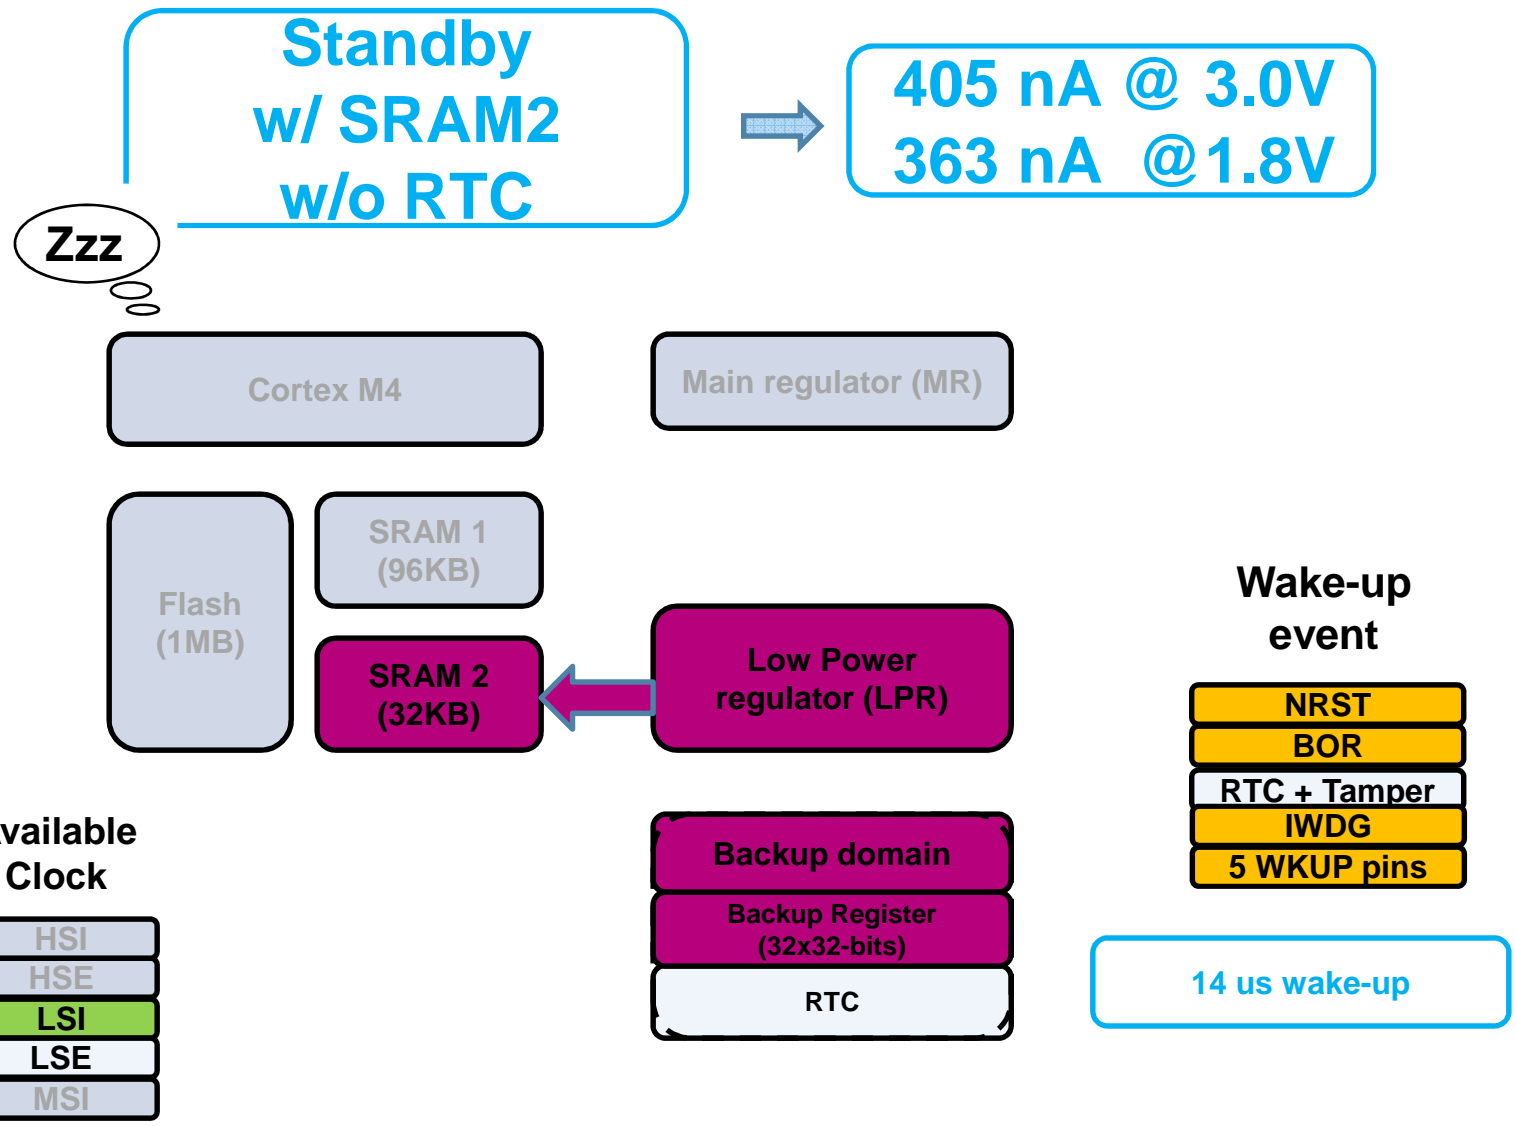 Standby
w/ SRAM2
w/o RTC
405 nA @ 3.0V
363 nA @1.8V
Zzz
Cortex M4
Main regulator (MR)
Flash
(1MB)
SRAM 1
(96KB)
SRAM 2
(32KB)
Low Power
regulator (LPR)
Wake-up
event
NRST
BOR
RTC + Tamper
IWDG
5 WKUP pins
14 us wake-up
Backup domain
Backup Register
(32x32-bits)
RTC
vailable
Clock
HSI
HSE
LSI
LSE
MSI